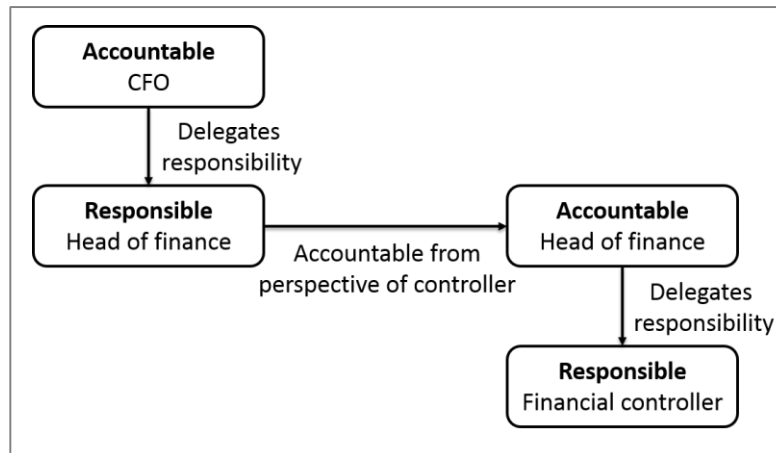 Accountable
CFO
Delegates
responsibility
Responsible
Head of finance
Accountable from
perspective of controller
Accountable
Head of finance
Delegates
responsibility
Responsible
Financial controller